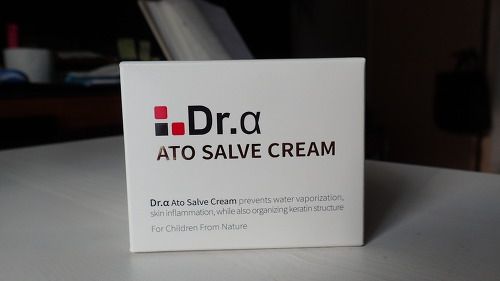 Dr.α
ATO SALVE CREAM
Dr.α Ato Salve Cream prevents water vaporization,
skin inflammation, while also organizing keratin structure
For Children From Nature